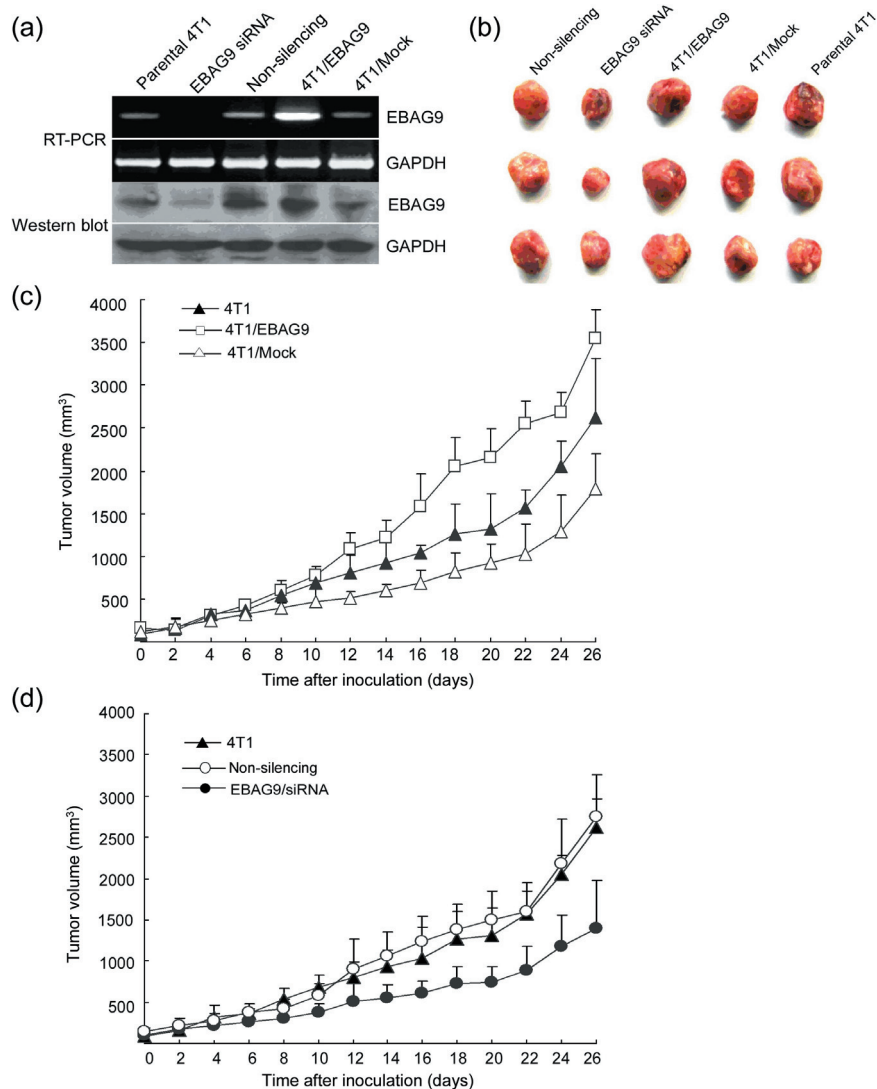 (a)
Parental 4T1
EBAG9 siRNA
Non-silencing
4T1/EBAG9
4T1/Mock
RT-PCR
EBAG9
GAPDH
Western blot
EBAG9
GAPDH
(b)
Non-silencing
EBAG9 siRNA
4T1/EBAG9
4T1/Mock
Parental 4T1
(c)
4T1
4T1/EBAG9
4T1/Mock
Tumor volume (mm³)
4000
3500
3000
2500
2000
1500
1000
500
0 2 4 6 8 10 12 14 16 18 20 22 24 26
Time after inoculation (days)
(d)
4T1
Non-silencing
EBAG9/siRNA
Tumor volume (mm³)
4000
3500
3000
2500
2000
1500
1000
500
0 2 4 6 8 10 12 14 16 18 20 22 24 26
Time after inoculation (days)